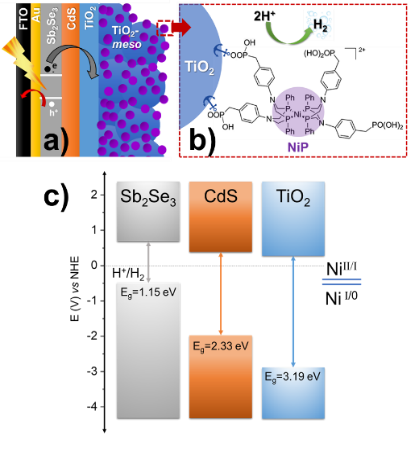 FTO
Au
Sb2Se3
CdS
TiO2
TiO2-
meso
e-
h+
a)
2H+
H2
TiO2
OOP
OH
OOP
OH
(HO)2OP
2+
N
N
N
N
Ph
Ph
P
P
Ni
P
P
Ph
Ph
PO(OH)2
NiP
b)
c)
E (V) vs NHE
2
1
0
-1
-2
-3
-4
Sb2Se3
CdS
TiO2
H+/H2
Eg=1.15 eV
Eg=2.33 eV
Eg=3.19 eV
NiII/I
Ni I/0